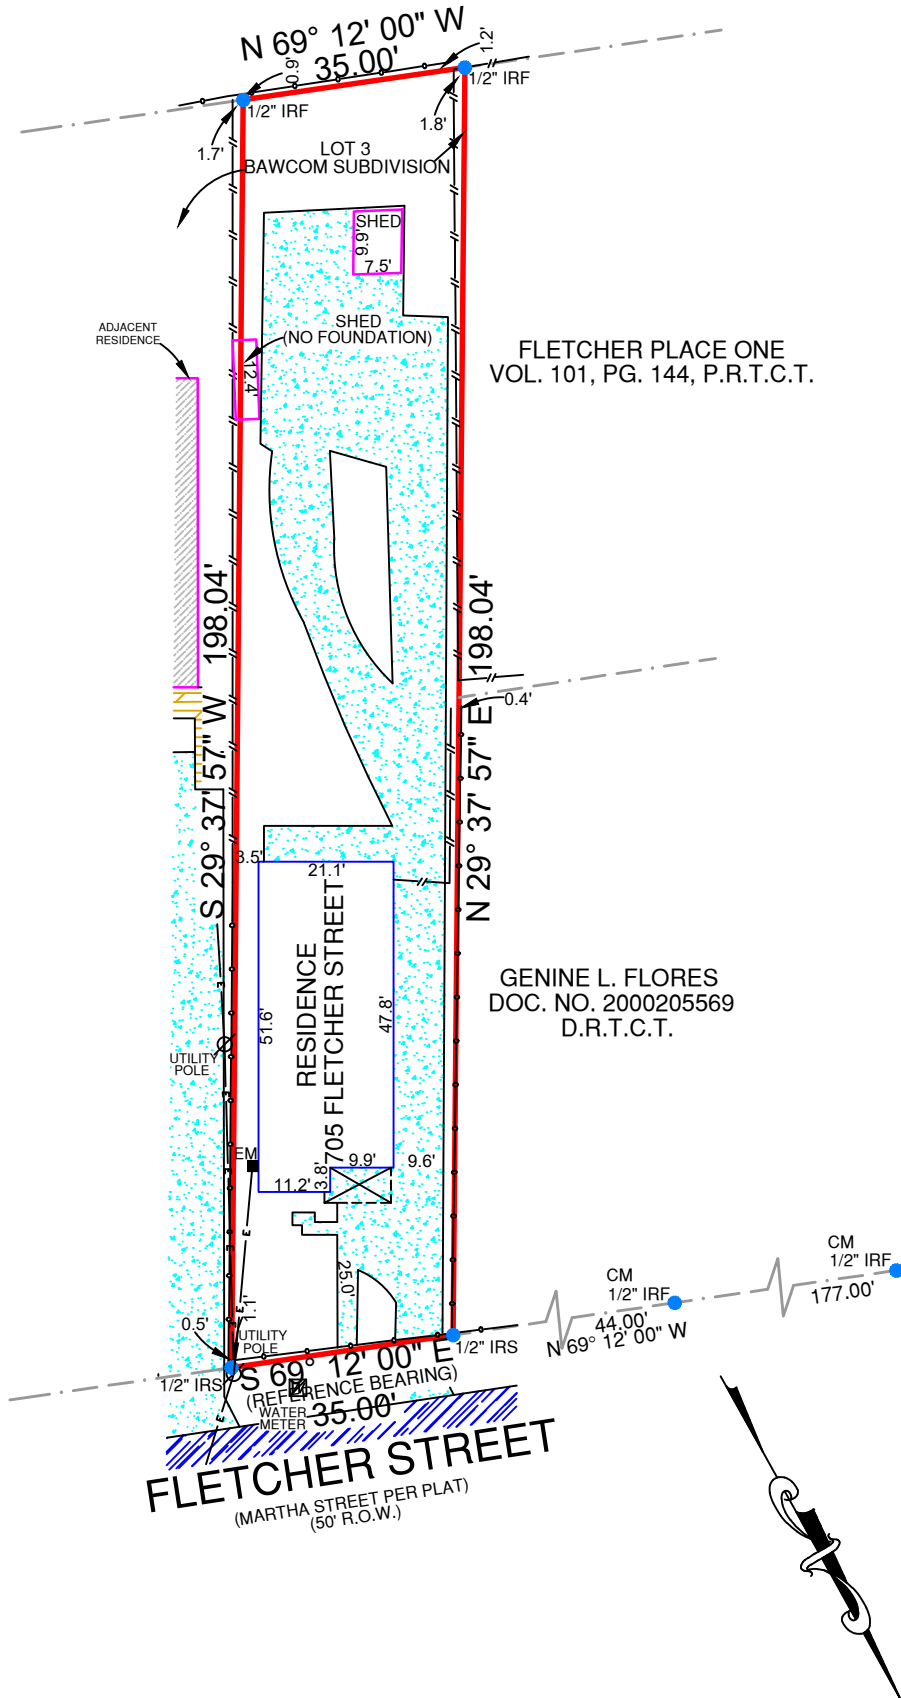 N 69° 12' 00" W
35.00'
0.9'
1.2'
1/2" IRF
1/2" IRF
1.7'
1.8'
LOT 3
BAWCOM SUBDIVISION
SHED
9.9'
7.5'
ADJACENT
RESIDENCE
SHED
(NO FOUNDATION)
12.4'
FLETCHER PLACE ONE
VOL. 101, PG. 144, P.R.T.C.T.
S 29° 37' 57" W 198.04'
N 29° 37' 57" E 198.04'
0.4'
3.5'
21.1'
RESIDENCE
705 FLETCHER STREET
51.6'
47.8'
GENINE L. FLORES
DOC. NO. 2000205569
D.R.T.C.T.
UTILITY
POLE
EM
11.2'
3.8'
9.9'
9.6'
25.0'
1.1'
0.5'
UTILITY
POLE
1/2" IRS
1/2" IRS
S 69° 12' 00" E
(REFERENCE BEARING)
35.00'
WATER
METER
CM
1/2" IRF
44.00'
N 69° 12' 00" W
CM
1/2" IRF
177.00'
FLETCHER STREET
(MARTHA STREET PER PLAT)
(50' R.O.W.)
E
E
E
E
E
E
E
E